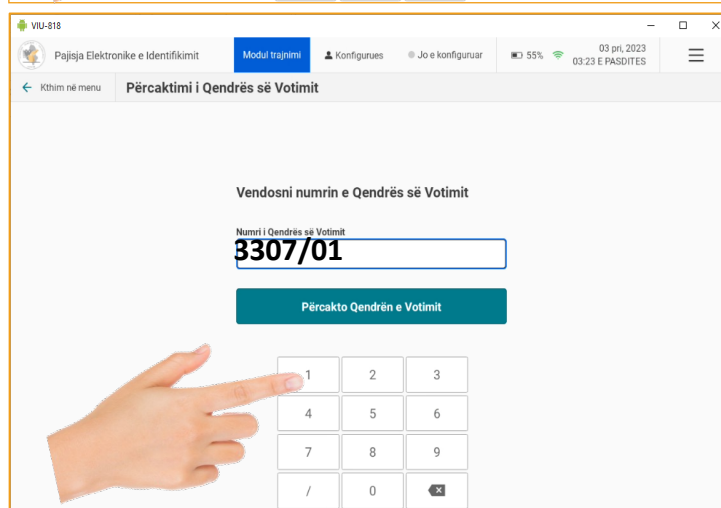 VIU-818
Pajisja Elektronike e Identifikimit
Modul trajnimi
Konfigurues
Jo e konfiguruar
55%
03 pri, 2023
03:23 E PASDITES
Kthim në menu
Përcaktimi i Qendrës së Votimit
Vendosni numrin e Qendrës së Votimit
Numri i Qendrës së Votimit
3307/01
Përcakto Qendrën e Votimit
1 2 3
4 5 6
7 8 9
/ 0